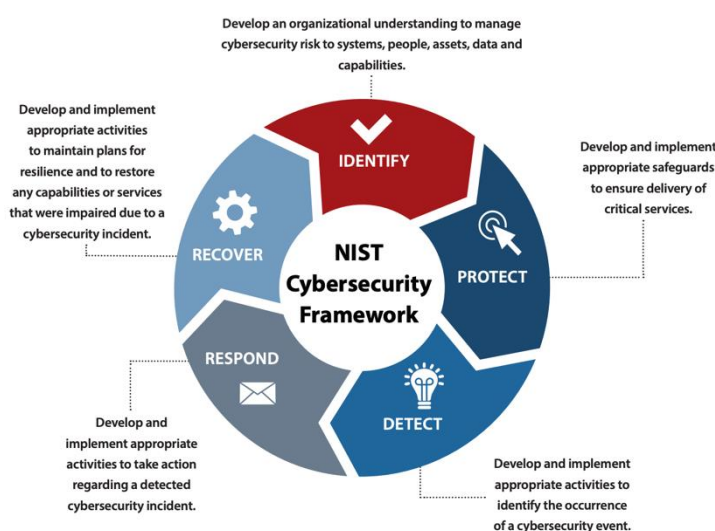 Develop an organizational understanding to manage
cybersecurity risk to systems, people, assets, data and
capabilities.
IDENTIFY
Develop and implement
appropriate safeguards
to ensure delivery of
critical services.
PROTECT
Develop and implement
appropriate activities to
identify the occurrence
of a cybersecurity event.
DETECT
Develop and
implement appropriate
activities to take action
regarding a detected
cybersecurity incident.
RESPOND
Develop and implement
appropriate activities
to maintain plans for
resilience and to restore
any capabilities or services
that were impaired due to a
cybersecurity incident.
RECOVER
NIST
Cybersecurity
Framework